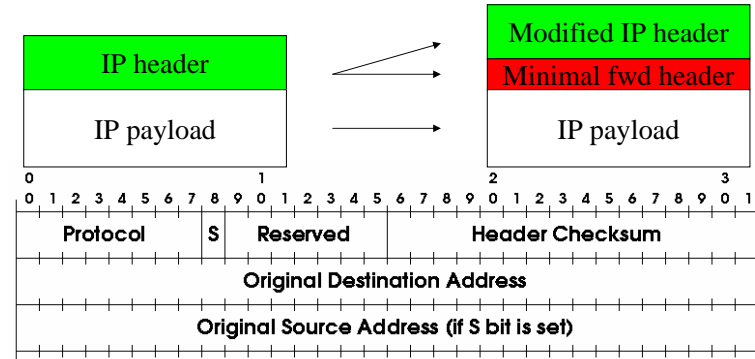 IP header
IP payload
Modified IP header
Minimal fwd header
IP payload
0 1 2 3
0 1 2 3 4 5 6 7 8 9 0 1 2 3 4 5 6 7 8 9 0 1 2 3 4 5 6 7 8 9 0 1
Protocol S Reserved Header Checksum
Original Destination Address
Original Source Address (if S bit is set)